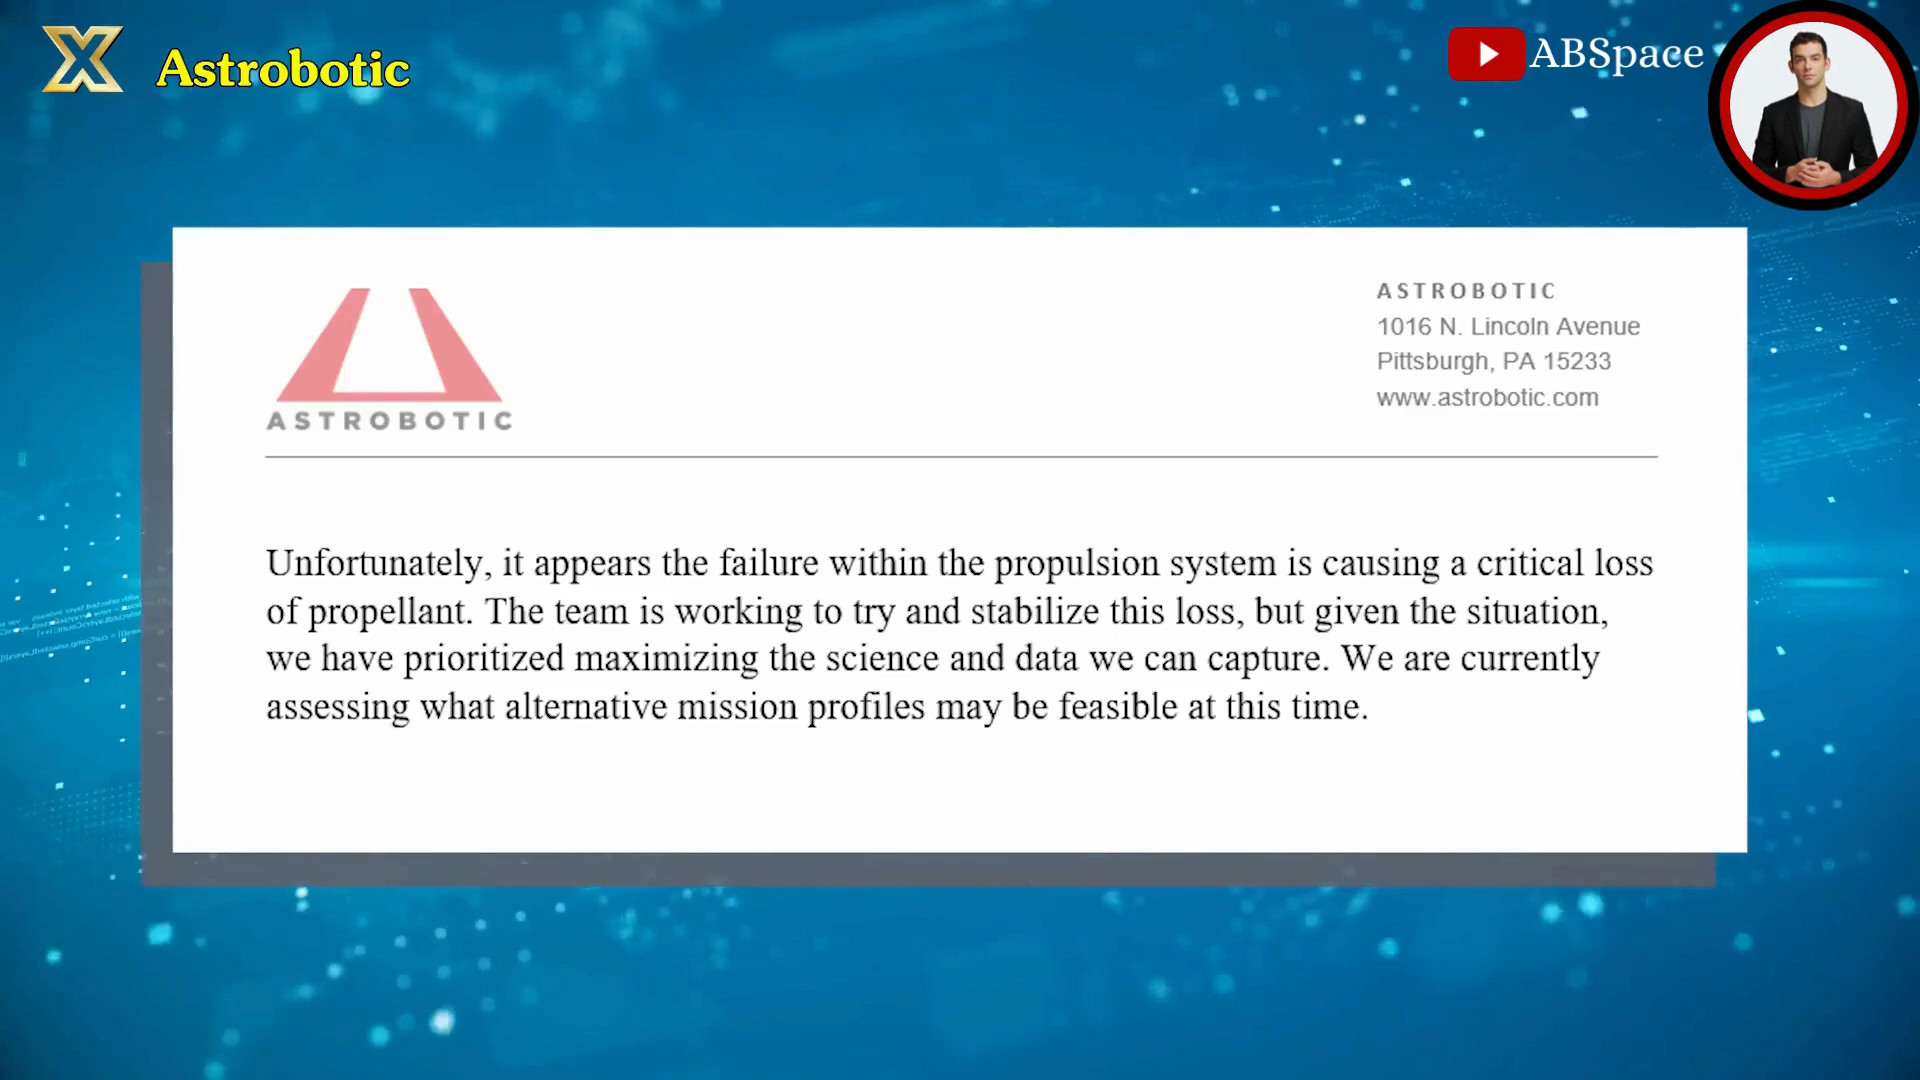 Astrobotic
ABSpace
ASTROBOTIC
1016 N. Lincoln Avenue
Pittsburgh, PA 15233
www.astrobotic.com
ASTROBOTIC
Unfortunately, it appears the failure within the propulsion system is causing a critical loss
of propellant. The team is working to try and stabilize this loss, but given the situation,
we have prioritized maximizing the science and data we can capture. We are currently
assessing what alternative mission profiles may be feasible at this time.